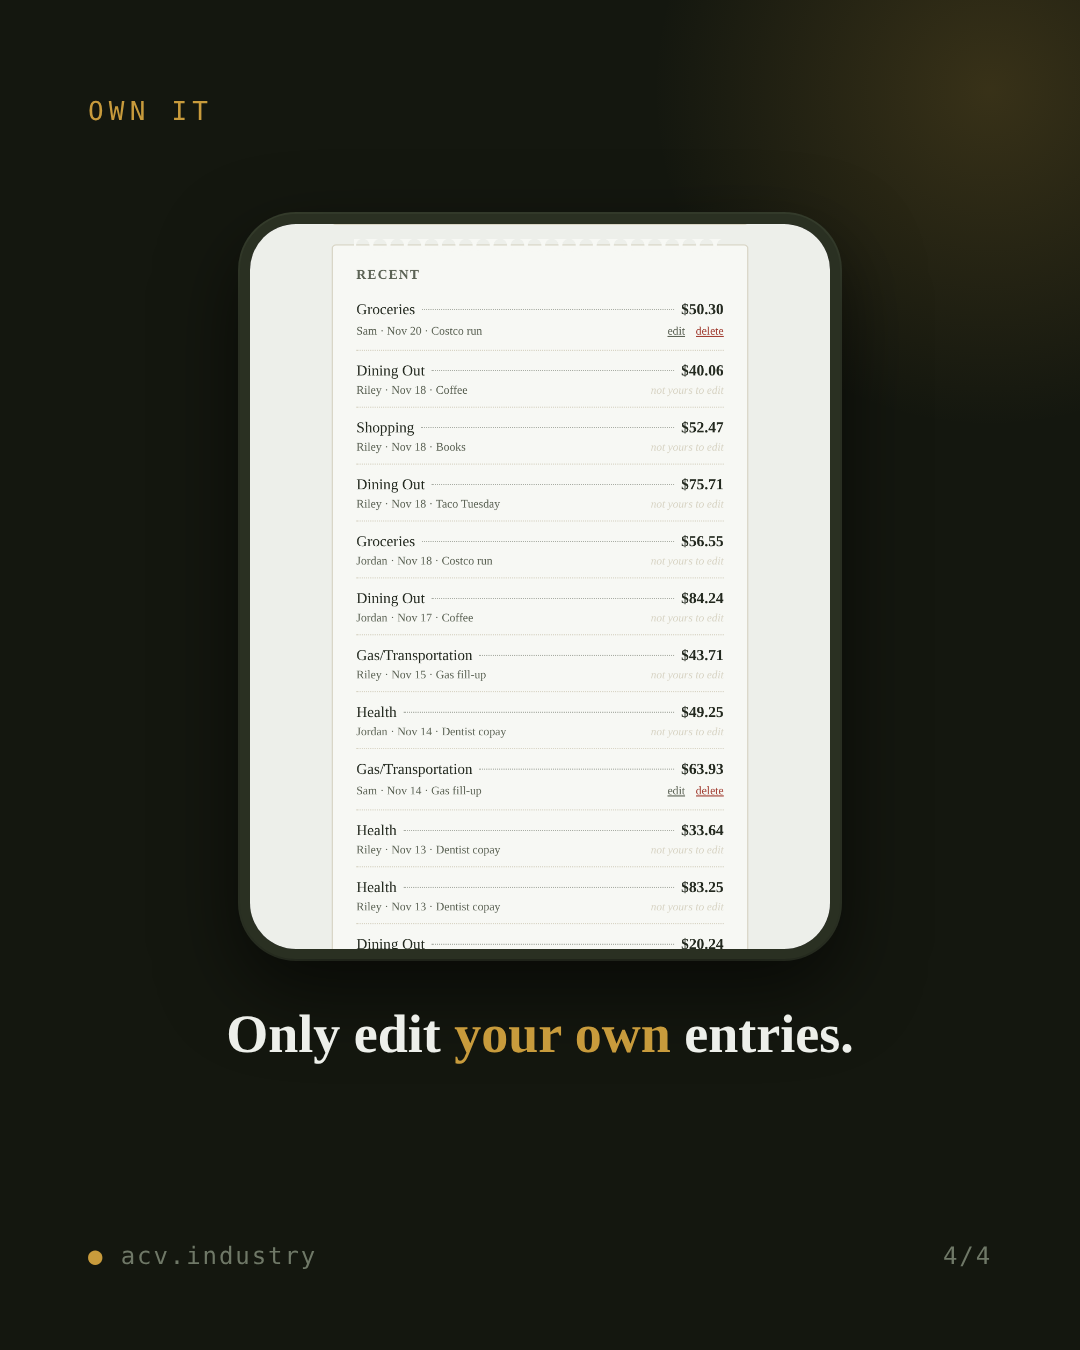 OWN IT
RECENT
Groceries $50.30
Sam · Nov 20 · Costco run edit delete
Dining Out $40.06
Riley · Nov 18 · Coffee not yours to edit
Shopping $52.47
Riley · Nov 18 · Books not yours to edit
Dining Out $75.71
Riley · Nov 18 · Taco Tuesday not yours to edit
Groceries $56.55
Jordan · Nov 18 · Costco run not yours to edit
Dining Out $84.24
Jordan · Nov 17 · Coffee not yours to edit
Gas/Transportation $43.71
Riley · Nov 15 · Gas fill-up not yours to edit
Health $49.25
Jordan · Nov 14 · Dentist copay not yours to edit
Gas/Transportation $63.93
Sam · Nov 14 · Gas fill-up edit delete
Health $33.64
Riley · Nov 13 · Dentist copay not yours to edit
Health $83.25
Riley · Nov 13 · Dentist copay not yours to edit
Dining Out $20.24
Only edit your own entries.
acv.industry 4/4